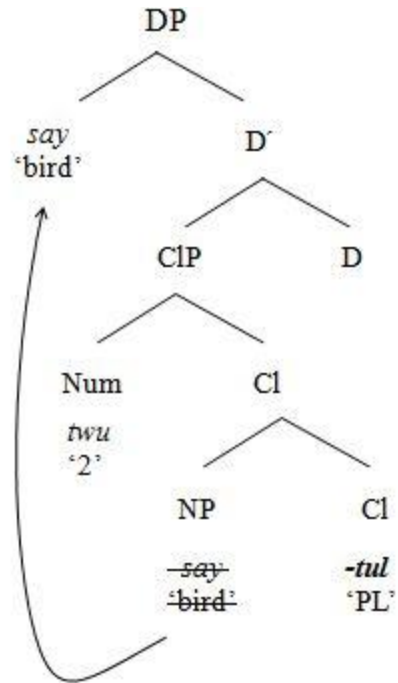 DP
say D′
‘bird’
ClP D
Num Cl
twu
‘2’
NP Cl
say -tul
‘bird’ ‘PL’